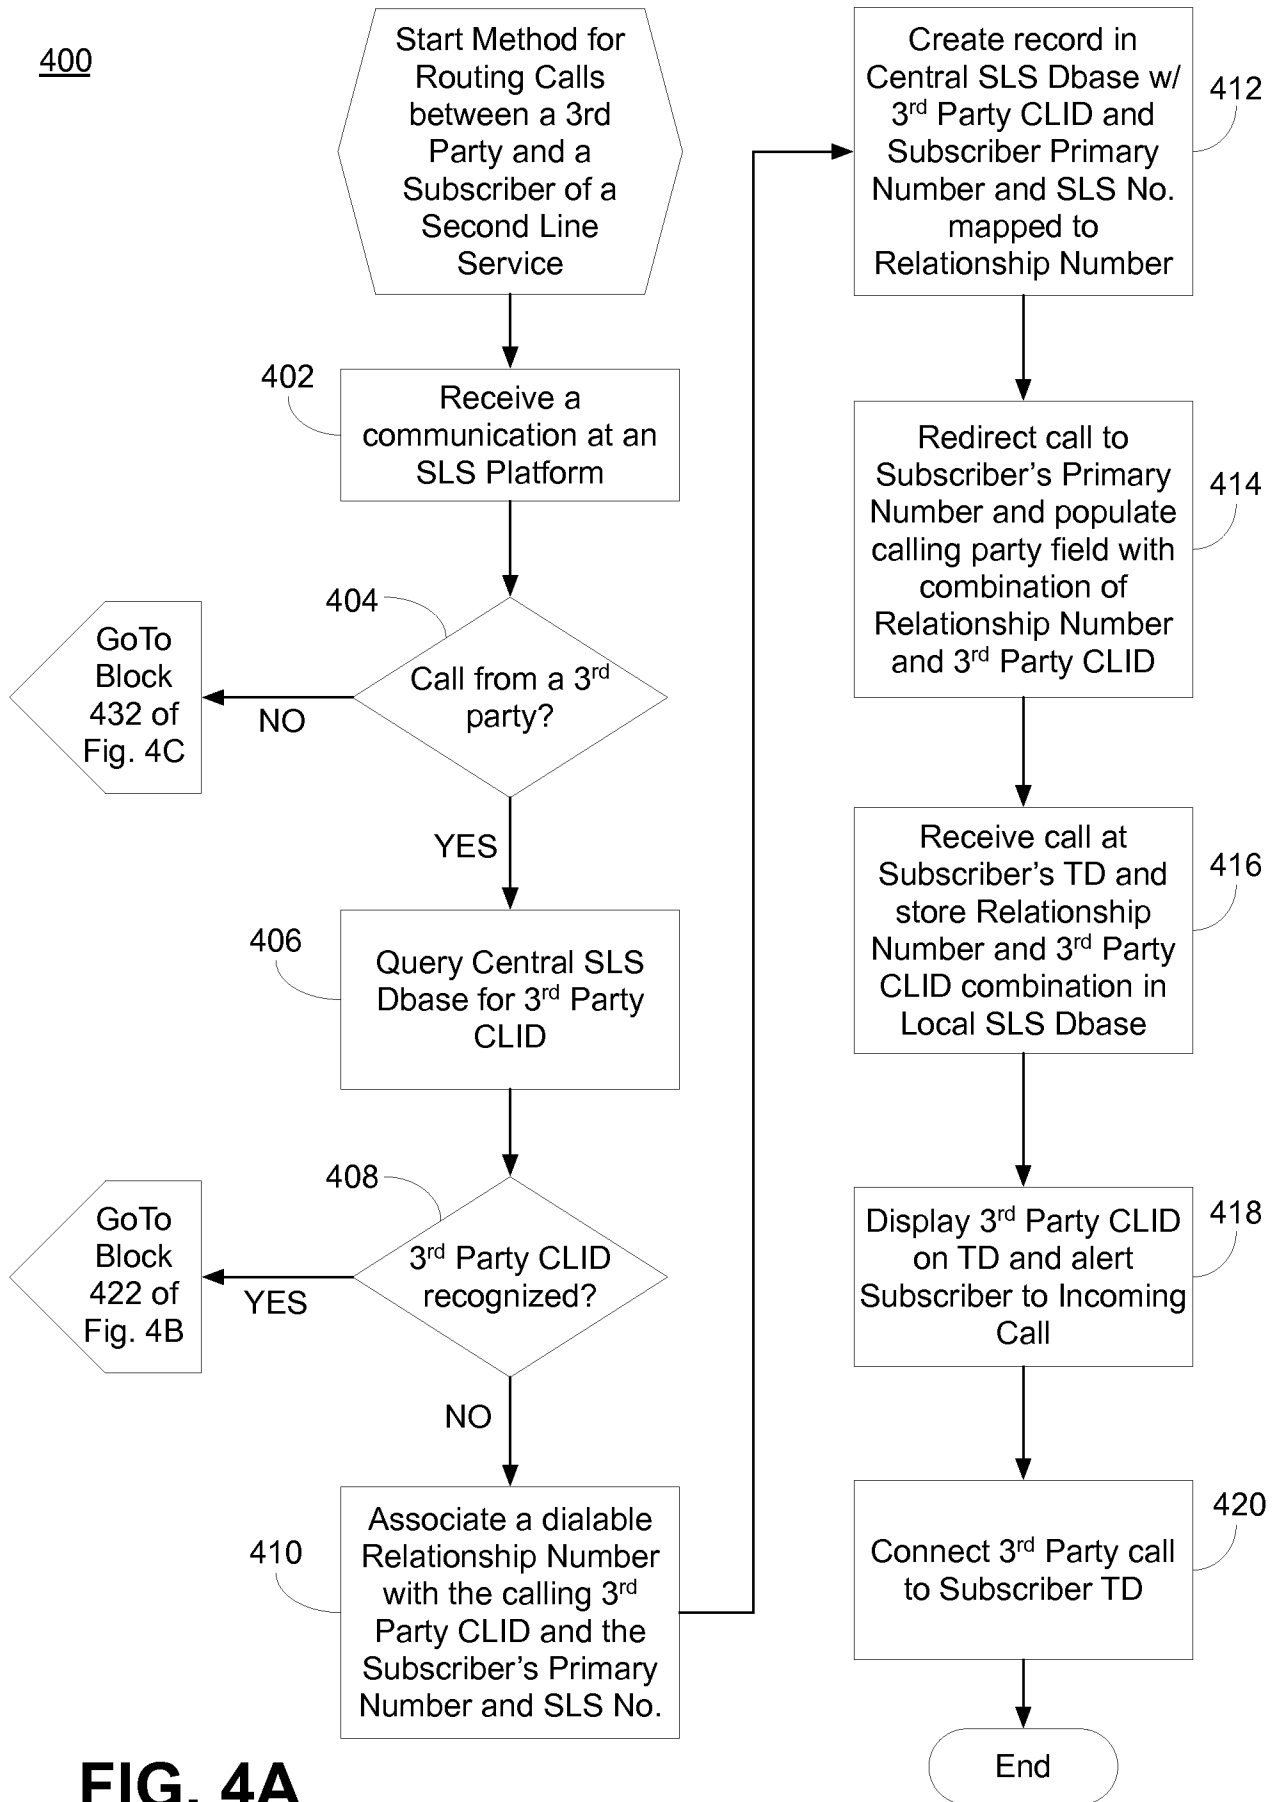 400
Start Method for
Routing Calls
between a 3rd
Party and a
Subscriber of a
Second Line
Service
402
Receive a
communication at an
SLS Platform
404
Call from a 3rd
party?
NO
GoTo
Block
432 of
Fig. 4C
YES
406
Query Central SLS
Dbase for 3rd Party
CLID
408
3rd Party CLID
recognized?
YES
GoTo
Block
422 of
Fig. 4B
NO
410
Associate a dialable
Relationship Number
with the calling 3rd
Party CLID and the
Subscriber’s Primary
Number and SLS No.
Create record in
Central SLS Dbase w/
3rd Party CLID and
Subscriber Primary
Number and SLS No.
mapped to
Relationship Number
412
Redirect call to
Subscriber’s Primary
Number and populate
calling party field with
combination of
Relationship Number
and 3rd Party CLID
414
Receive call at
Subscriber’s TD and
store Relationship
Number and 3rd Party
CLID combination in
Local SLS Dbase
416
Display 3rd Party CLID
on TD and alert
Subscriber to Incoming
Call
418
Connect 3rd Party call
to Subscriber TD
420
End
FIG. 4A